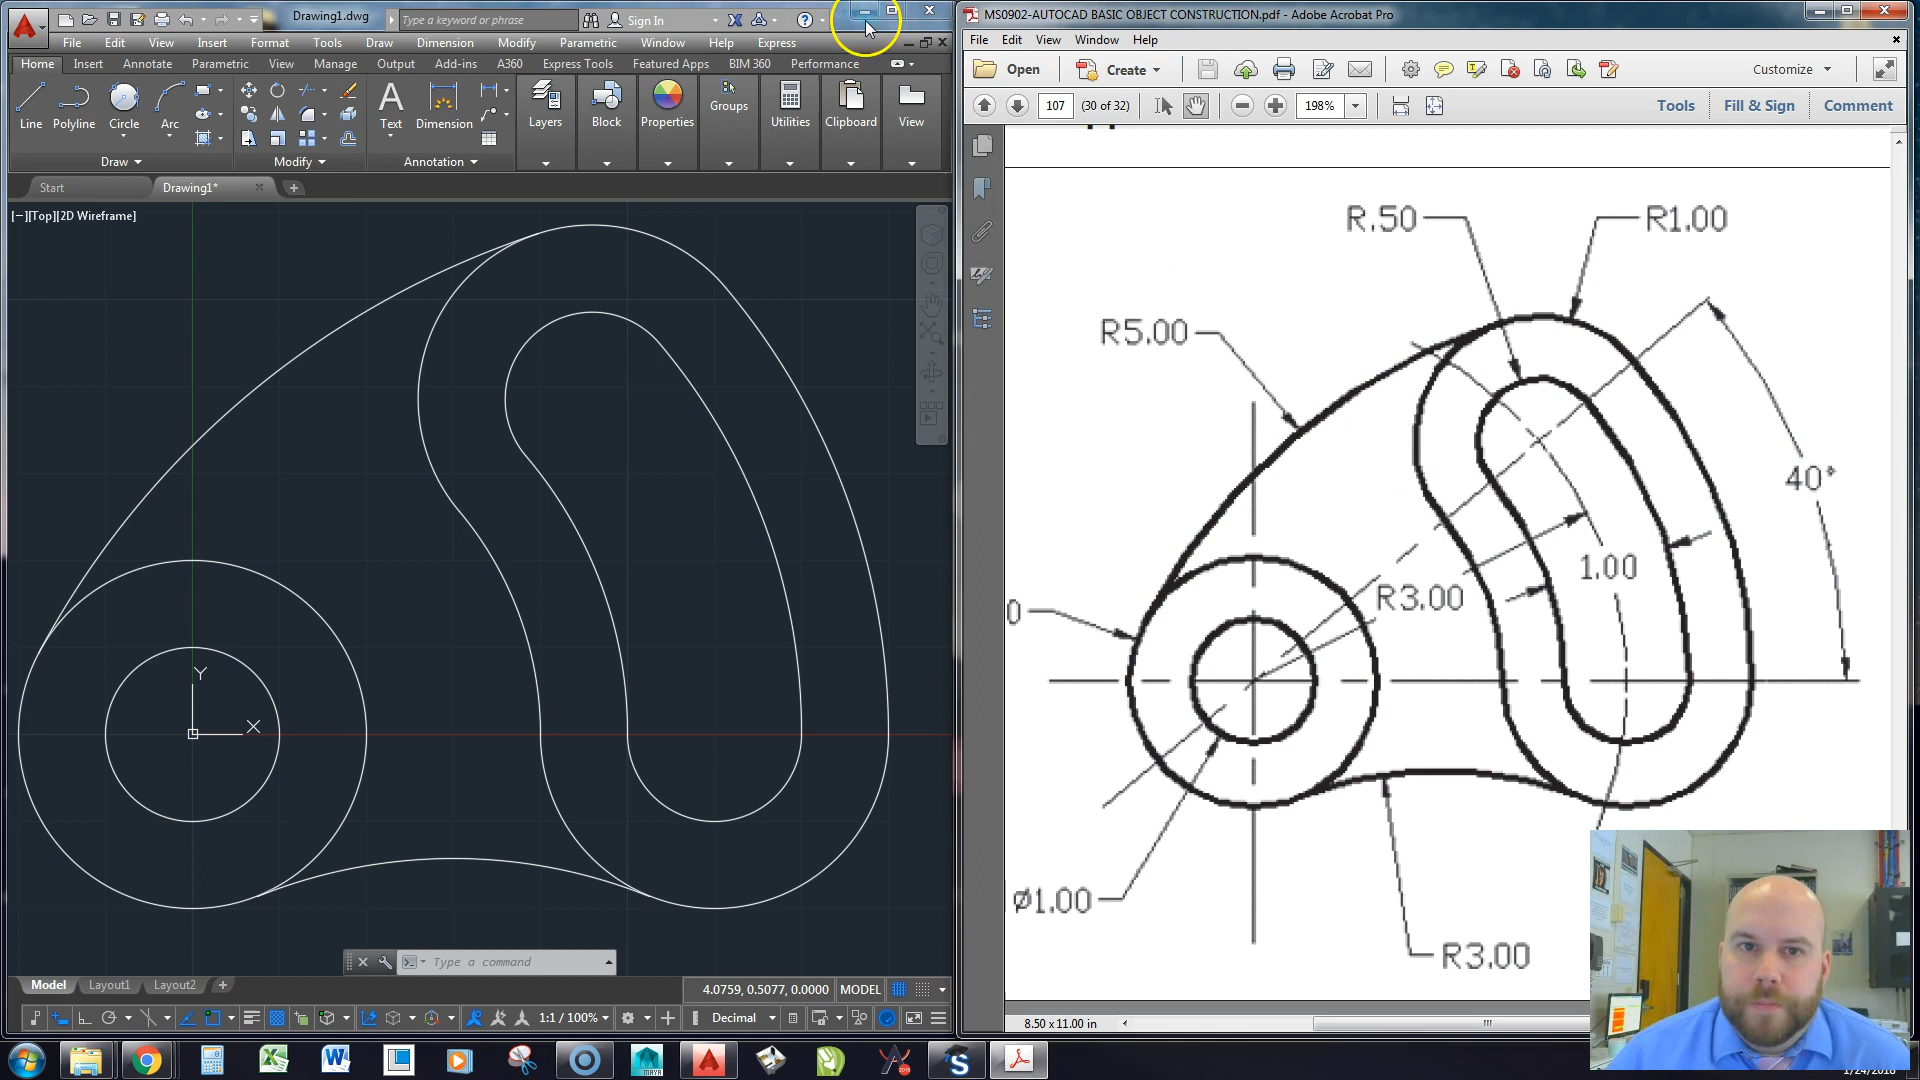 Drawing1.dwg
Type a keyword or phrase
Sign In
File Edit View Insert Format Tools Draw Dimension Modify Parametric Window Help Express
Home Insert Annotate Parametric View Manage Output Add-ins A360 Express Tools Featured Apps BIM 360 Performance
Line Polyline Circle Arc Text Dimension Layers Block Properties Groups Utilities Clipboard View
Draw Modify Annotation
Start Drawing1*
[−][Top][2D Wireframe]
Y
X
Type a command
Model Layout1 Layout2
4.0759, 0.5077, 0.0000 MODEL
1:1 / 100% Decimal
MS0902-AUTOCAD BASIC OBJECT CONSTRUCTION.pdf - Adobe Acrobat Pro
File Edit View Window Help
Open Create Customize
107 (30 of 32) 198% Tools Fill & Sign Comment
R.50 R1.00
R5.00
40°
1.00
R3.00
0
Ø1.00
R3.00
8.50 x 11.00 in
1/24/2018